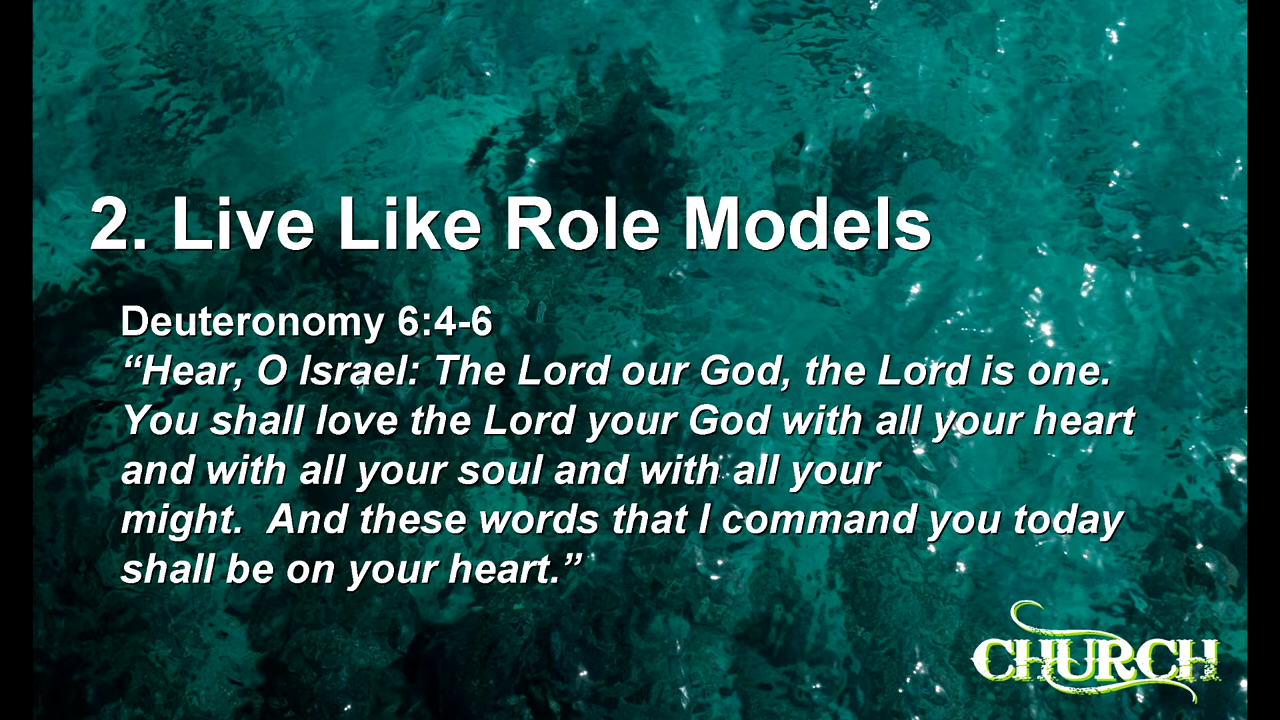 2. Live Like Role Models
Deuteronomy 6:4-6
“Hear, O Israel: The Lord our God, the Lord is one.
You shall love the Lord your God with all your heart
and with all your soul and with all your
might.  And these words that I command you today
shall be on your heart.”
CHURCH